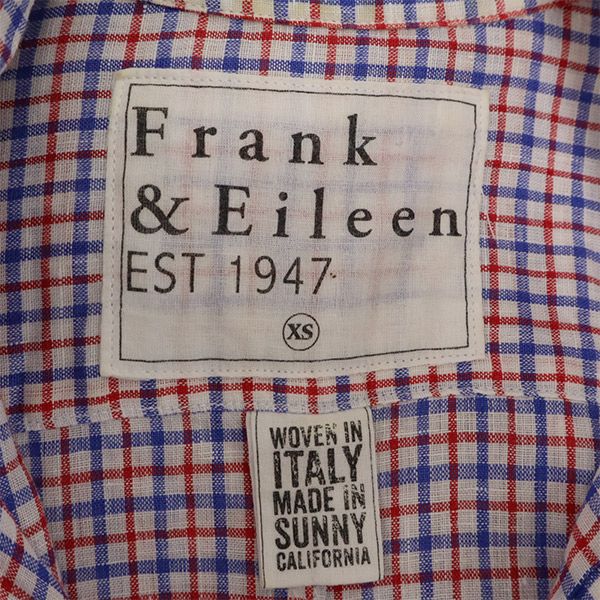 Frank
& Eileen
EST 1947
XS
WOVEN IN
ITALY
MADE IN
SUNNY
CALIFORNIA